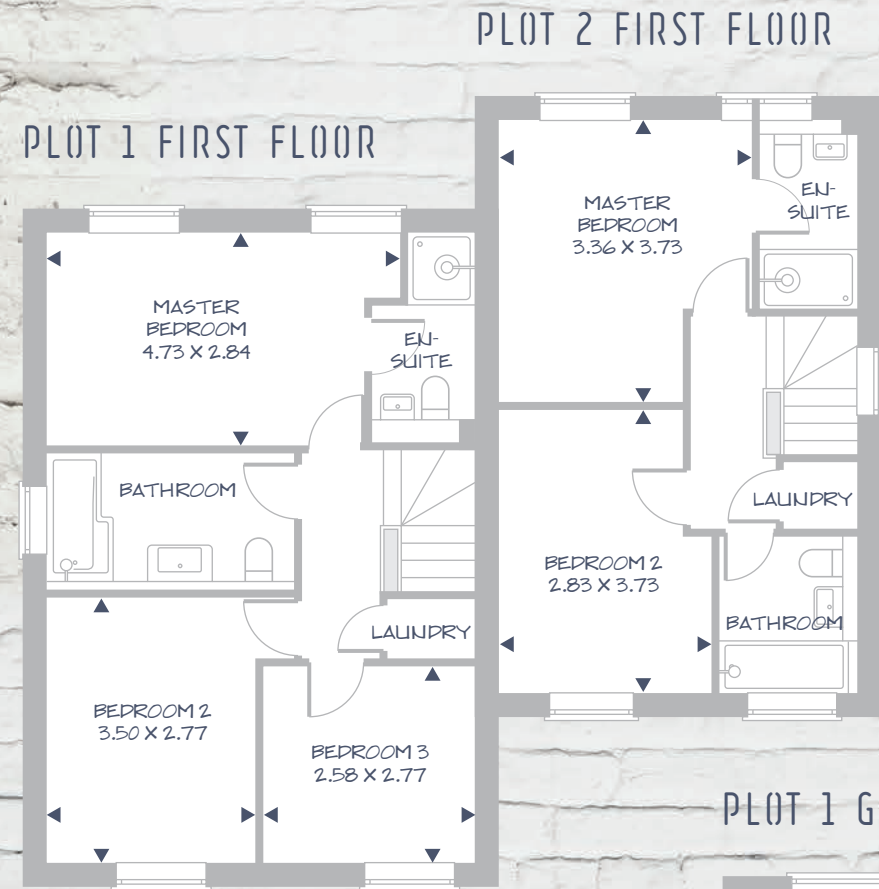 PLOT 2 FIRST FLOOR
PLOT 1 FIRST FLOOR
MASTER
BEDROOM
3.36 X 3.73
EN-
SUITE
MASTER
BEDROOM
4.73 X 2.84
EN-
SUITE
BATHROOM
LAUNDRY
BEDROOM 2
2.83 X 3.73
BATHROOM
LAUNDRY
BEDROOM 2
3.50 X 2.77
BEDROOM 3
2.58 X 2.77
PLOT 1 G